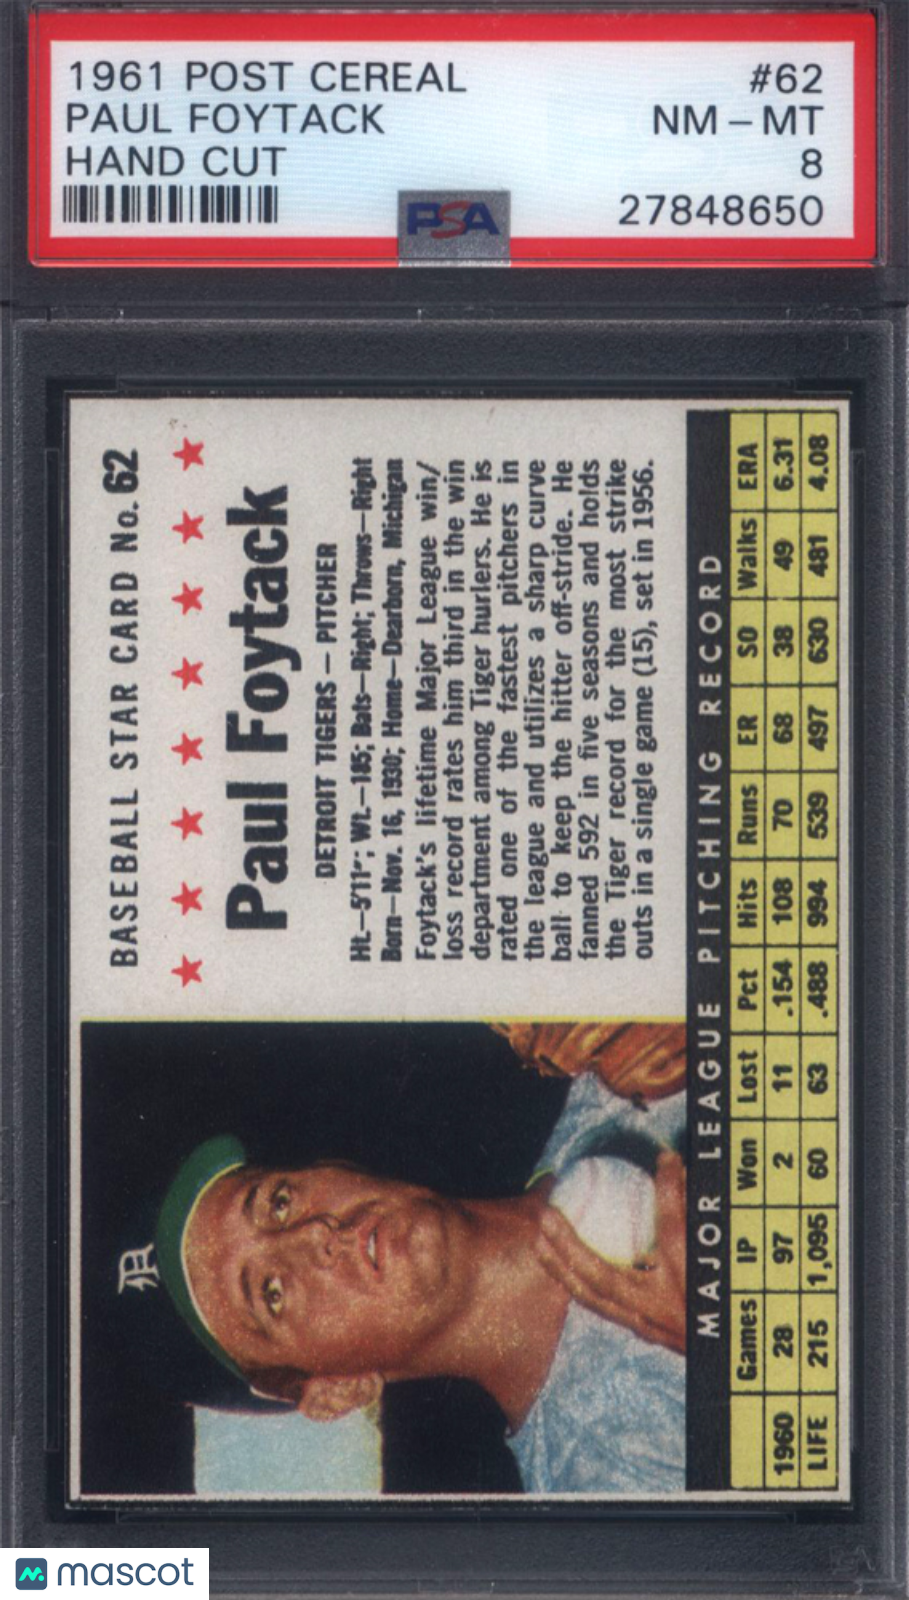 1961 POST CEREAL #62
PAUL FOYTACK NM – MT
HAND CUT 8
27848650
PSA
BASEBALL STAR CARD No. 62
Paul Foytack
DETROIT TIGERS – PITCHER
Ht.—5'11"; Wt.—185; Bats—Right; Throws—Right
Born—Nov. 16, 1930; Home—Dearborn, Michigan
Foytack's lifetime Major League win/
loss record rates him third in the win
department among Tiger hurlers. He is
rated one of the fastest pitchers in
the league and utilizes a sharp curve
ball to keep the hitter off-stride. He
fanned 592 in five seasons and holds
the Tiger record for the most strike
outs in a single game (15), set in 1956.
D
MAJOR LEAGUE PITCHING RECORD
Games IP Won Lost Pct Hits Runs ER SO Walks ERA
1960 28 97 2 11 .154 108 70 68 38 49 6.31
LIFE 215 1,095 60 63 .488 994 539 497 630 481 4.08
mascot